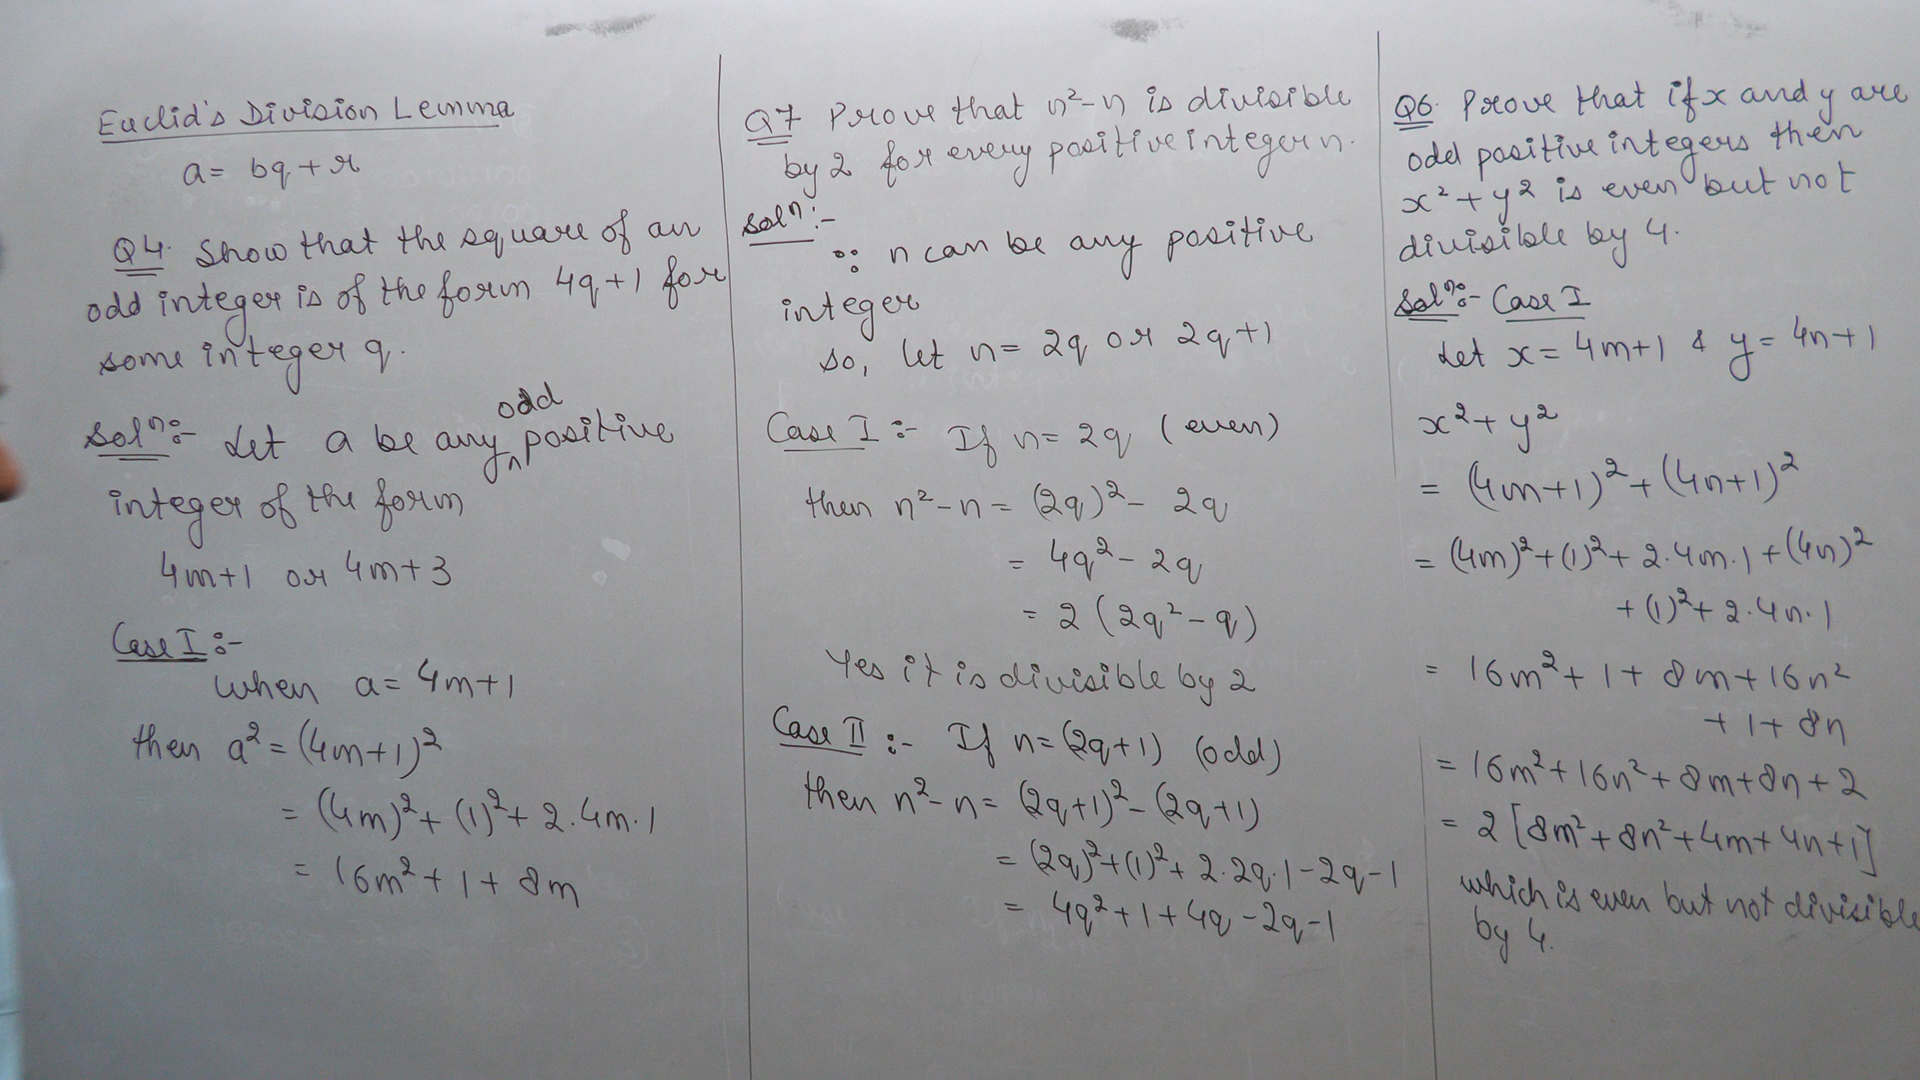 Euclid's Division Lemma
a = bq + r
Q4. Show that the square of an
odd integer is of the form 4q+1 for
some integer q.
Solⁿ:- Let a be any odd positive
integer of the form
4m+1 or 4m+3
Case I:-
When a = 4m+1
then a² = (4m+1)²
= (4m)² + (1)² + 2.4m.1
= 16m² + 1 + 8m
Q7 Prove that n²-n is divisible
by 2 for every positive integer n.
Solⁿ:-
∵ n can be any positive
integer
so, let n = 2q or 2q+1
Case I :- If n = 2q (even)
then n²-n = (2q)² - 2q
= 4q² - 2q
= 2 (2q² - q)
Yes it is divisible by 2
Case II :- If n = (2q+1) (odd)
then n²-n = (2q+1)² - (2q+1)
= (2q)² + (1)² + 2.2q.1 - 2q - 1
= 4q² + 1 + 4q - 2q - 1
Q6. Prove that if x and y are
odd positive integers then
x² + y² is even but not
divisible by 4.
Solⁿ:- Case I
Let x = 4m+1 & y = 4n+1
x² + y²
= (4m+1)² + (4n+1)²
= (4m)² + (1)² + 2.4m.1 + (4n)²
+ (1)² + 2.4n.1
= 16m² + 1 + 8m + 16n²
+ 1 + 8n
= 16m² + 16n² + 8m + 8n + 2
= 2 [8m² + 8n² + 4m + 4n + 1]
which is even but not divisible
by 4.